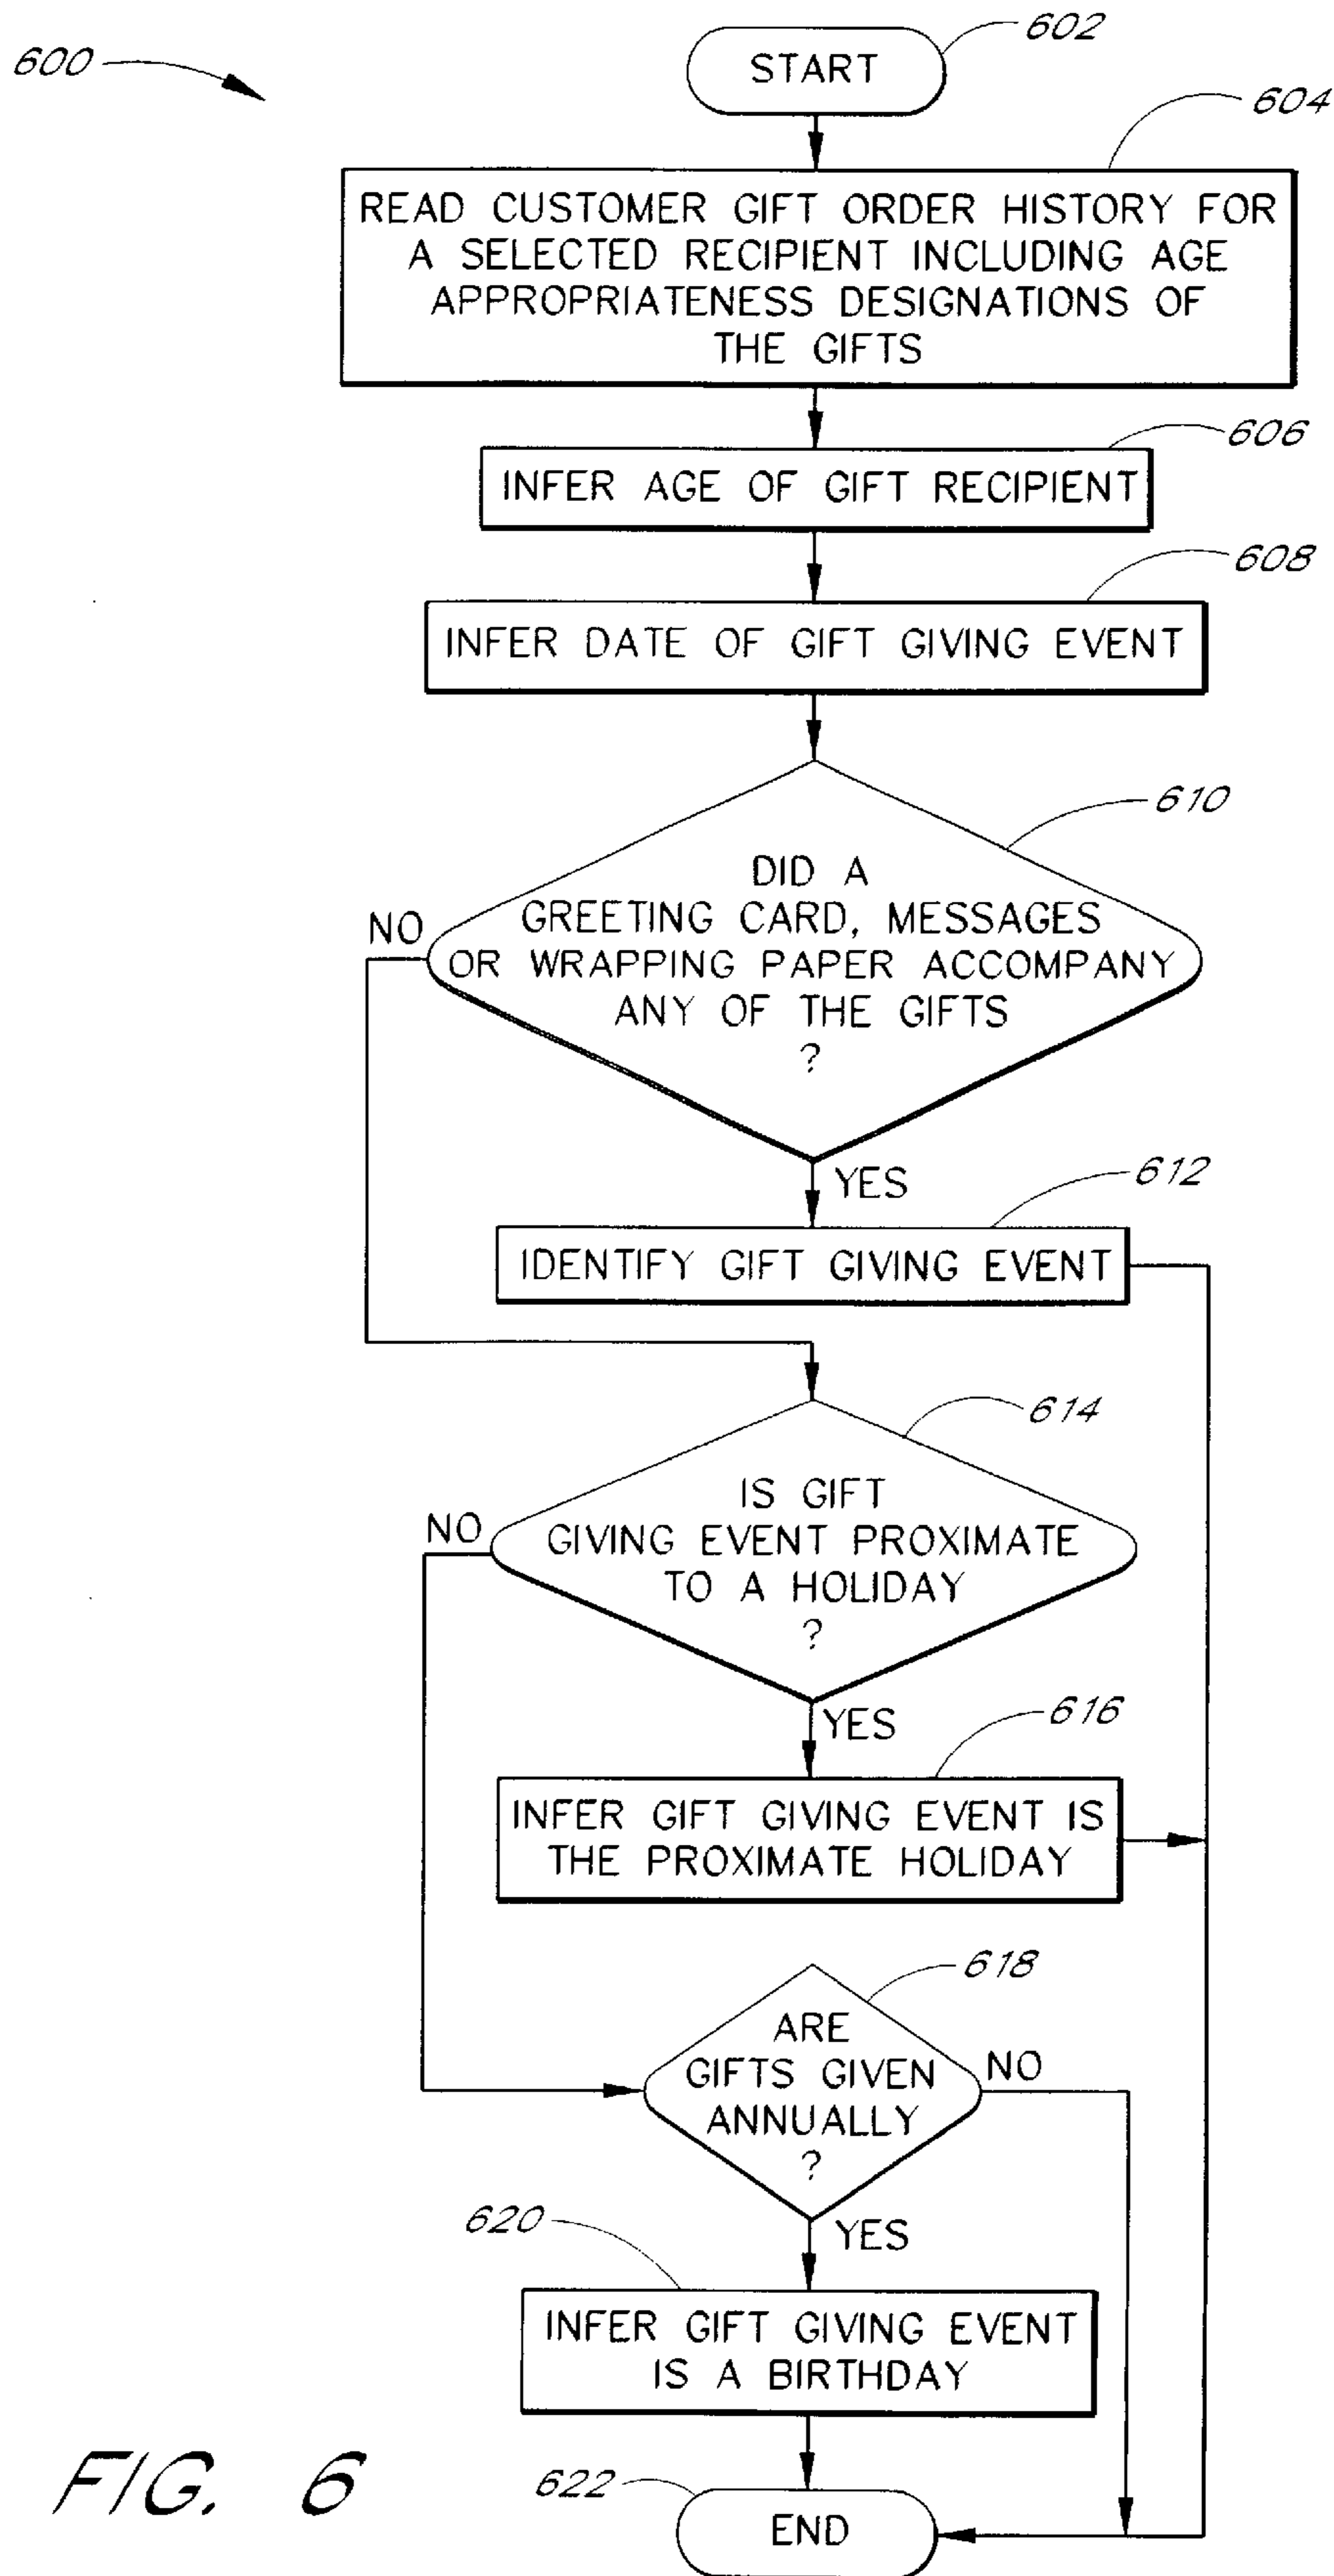 600
START
602
604
READ CUSTOMER GIFT ORDER HISTORY FOR
A SELECTED RECIPIENT INCLUDING AGE
APPROPRIATENESS DESIGNATIONS OF
THE GIFTS
606
INFER AGE OF GIFT RECIPIENT
608
INFER DATE OF GIFT GIVING EVENT
610
DID A
GREETING CARD, MESSAGES
OR WRAPPING PAPER ACCOMPANY
ANY OF THE GIFTS
?
NO
YES
612
IDENTIFY GIFT GIVING EVENT
614
IS GIFT
GIVING EVENT PROXIMATE
TO A HOLIDAY
?
NO
YES
616
INFER GIFT GIVING EVENT IS
THE PROXIMATE HOLIDAY
618
ARE
GIFTS GIVEN
ANNUALLY
?
NO
YES
620
INFER GIFT GIVING EVENT
IS A BIRTHDAY
622
END
FIG. 6